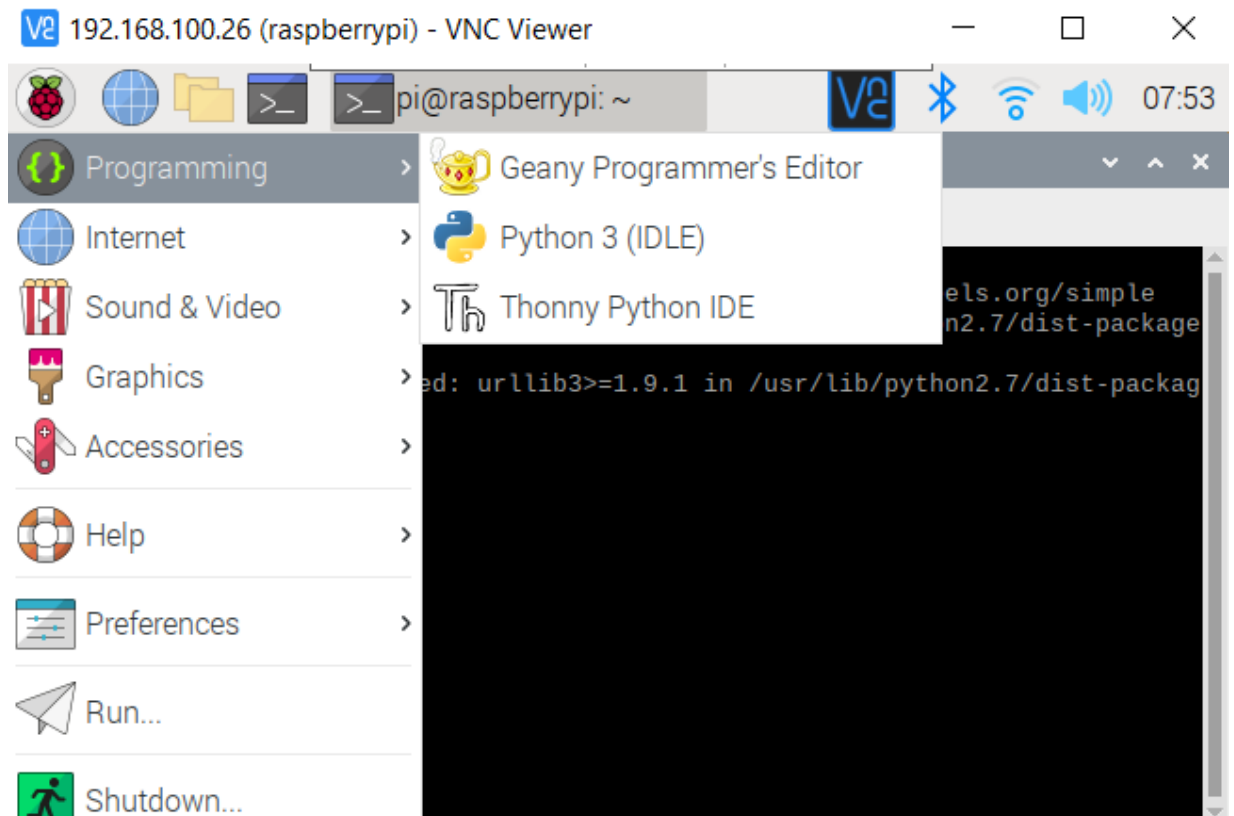 192.168.100.26 (raspberrypi) - VNC Viewer
pi@raspberrypi: ~
07:53
Programming
Geany Programmer's Editor
Internet
Python 3 (IDLE)
Sound & Video
Thonny Python IDE
els.org/simple
n2.7/dist-package
Graphics
ed: urllib3>=1.9.1 in /usr/lib/python2.7/dist-packag
Accessories
Help
Preferences
Run...
Shutdown...